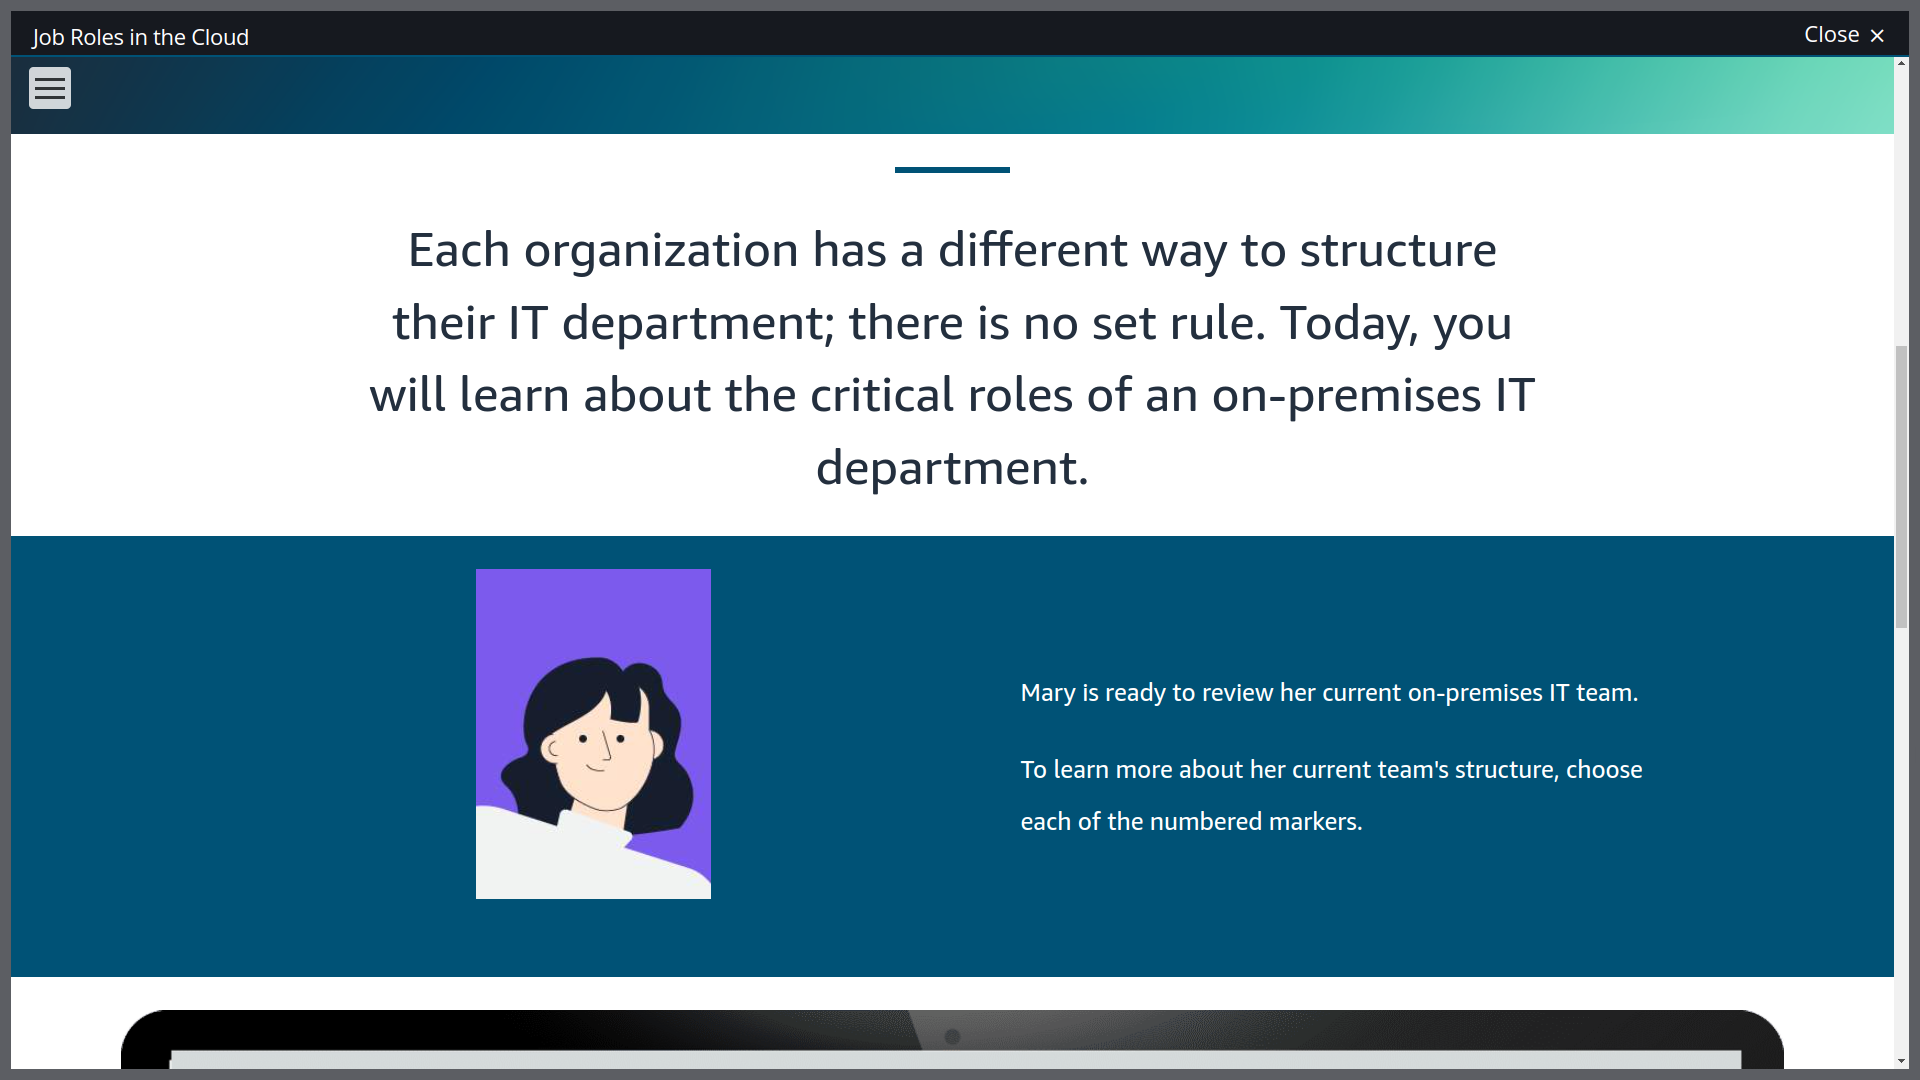 Job Roles in the Cloud
Close ×
Each organization has a different way to structure
their IT department; there is no set rule. Today, you
will learn about the critical roles of an on-premises IT
department.
Mary is ready to review her current on-premises IT team.
To learn more about her current team's structure, choose
each of the numbered markers.